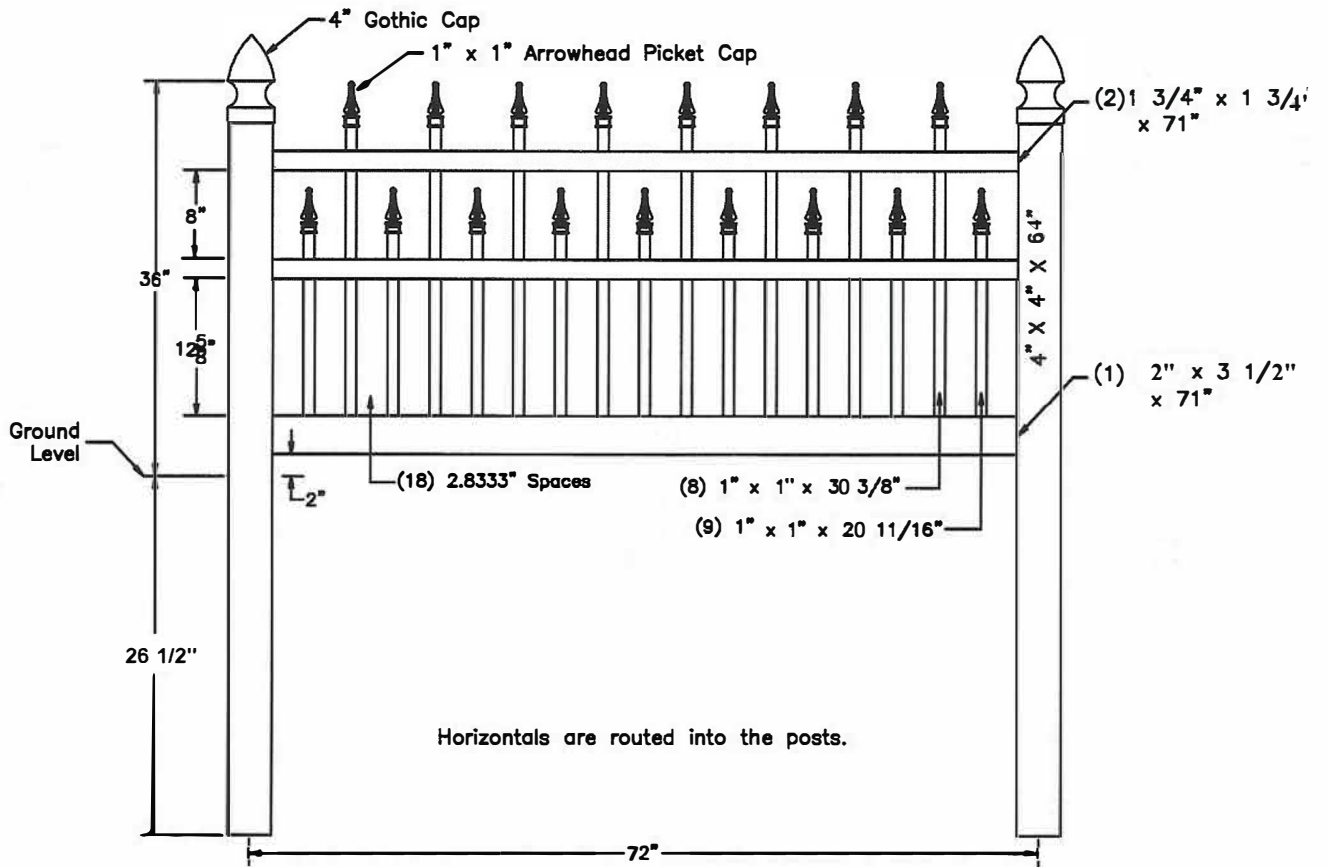 4" Gothic Cap
1" x 1" Arrowhead Picket Cap
(2)1 3/4" x 1 3/4'
x 71"
8"
36"
4" X 4" X 64"
12 5/8"
(1) 2" x 3 1/2"
x 71"
Ground
Level
(18) 2.8333" Spaces
(8) 1" x 1" x 30 3/8"
2"
(9) 1" x 1" x 20 11/16"
26 1/2"
Horizontals are routed into the posts.
72"